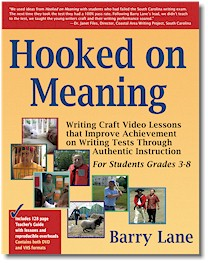 "We used ideas from Hooked on Meaning with students who had failed the South Carolina writing exam.
The next time they took the test they had a 100% pass rate. Following Barry Lane's lead, we didn't teach
to the test, we taught the young writers craft and their writing performance soared."
— Dr. Janet Files, Director, Coastal Area Writing Project, South Carolina
Hooked on
Meaning
Writing Craft Video Lessons
that Improve Achievement
on Writing Tests Through
Authentic Instruction
For Students Grades 3-8
Includes 128 page
Teacher's Guide
with lessons and
reproducible overheads
Contains both DVD
and VHS formats
Barry Lane